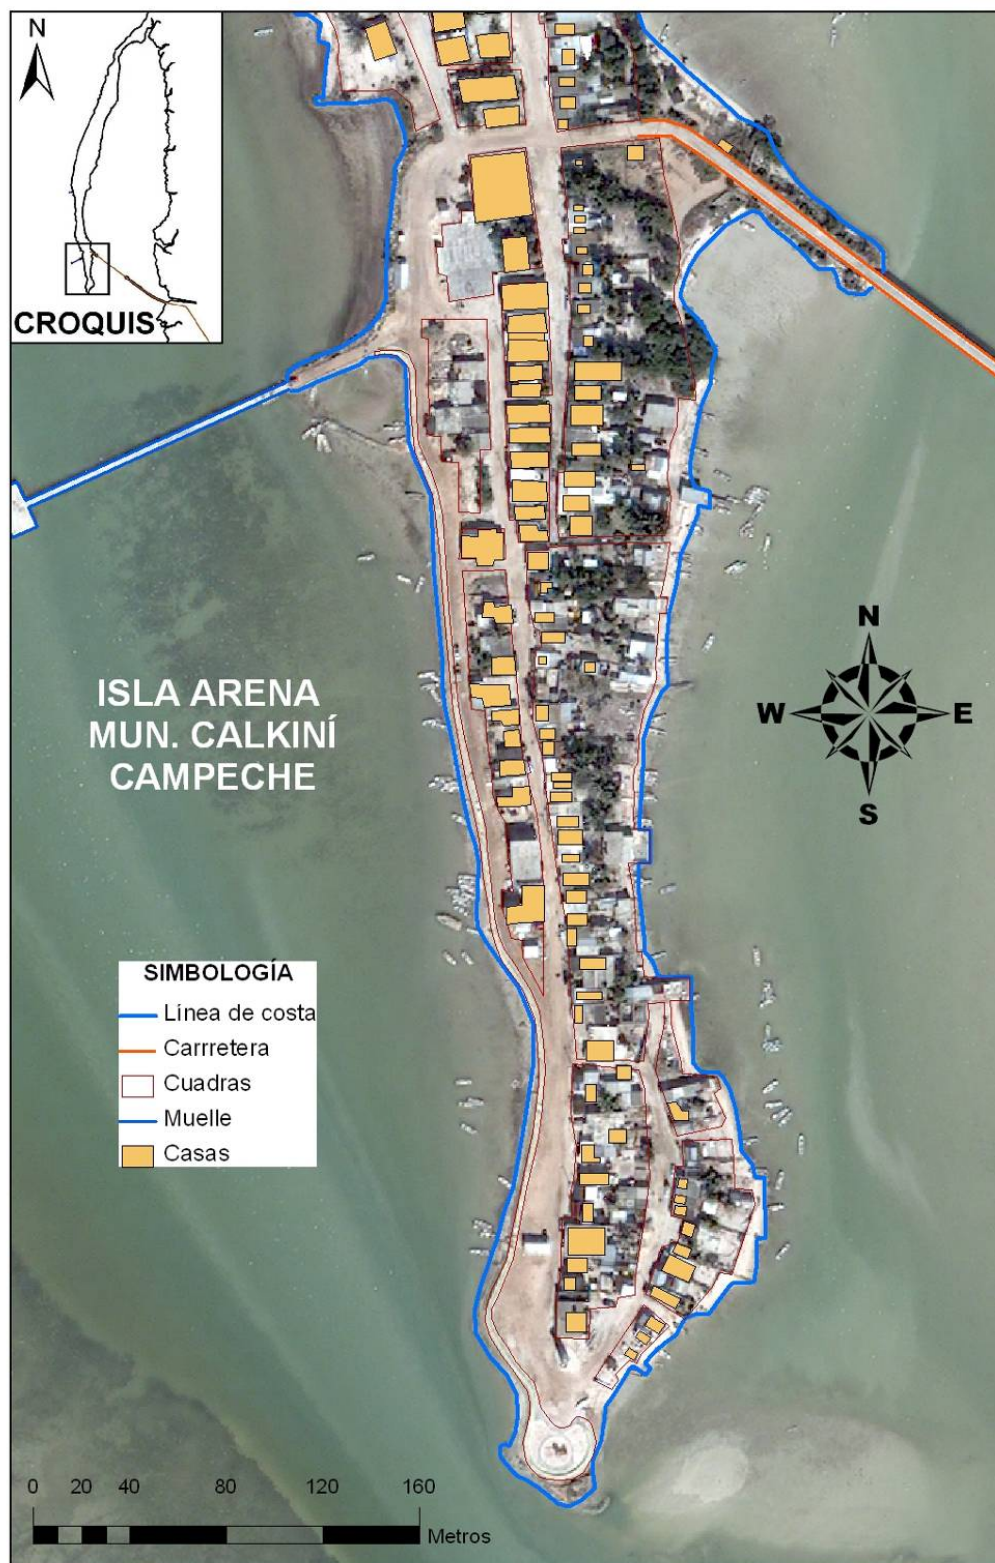 N
CROQUIS
ISLA ARENA
MUN. CALKINÍ
CAMPECHE
N
W E
S
SIMBOLOGÍA
Línea de costa
Carrretera
Cuadras
Muelle
Casas
0 20 40 80 120 160
Metros